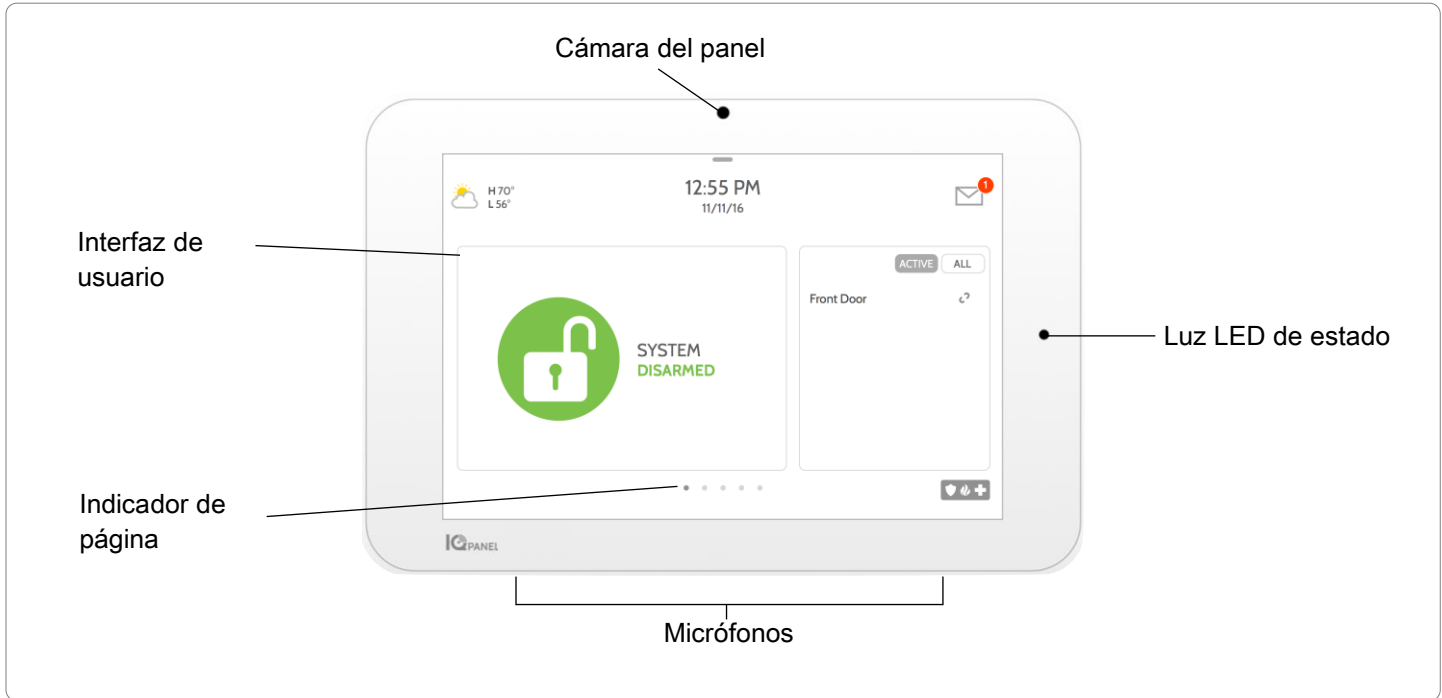 Cámara del panel
H 70°
L 56°
12:55 PM
11/11/16
1
Interfaz de
usuario
ACTIVE
ALL
Front Door
SYSTEM
DISARMED
Luz LED de estado
Indicador de
página
IQ PANEL
Micrófonos